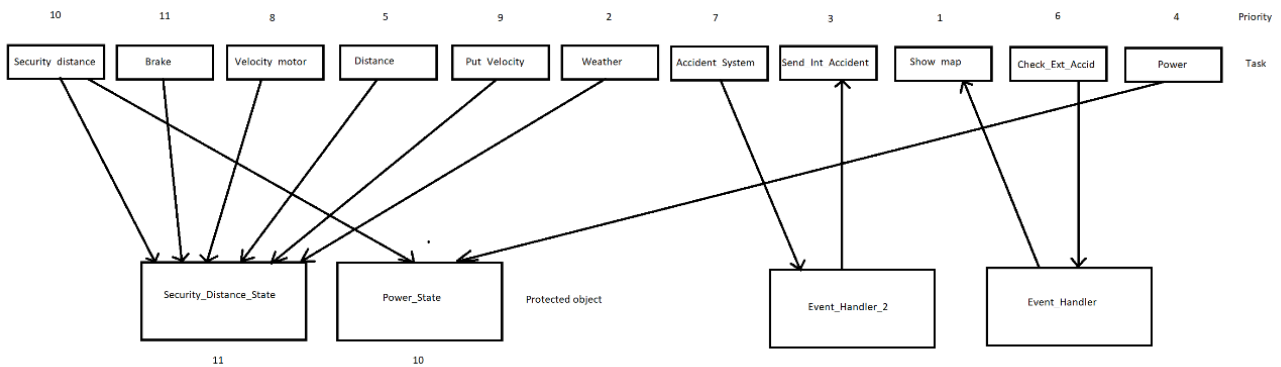 10 11 8 5 9 2 7 3 1 6 4 Priority
Security distance Brake Velocity motor Distance Put Velocity Weather Accident System Send Int Accident Show map Check_Ext_Accid Power Task
Security_Distance_State Power_State Protected object Event_Handler_2 Event Handler
11 10